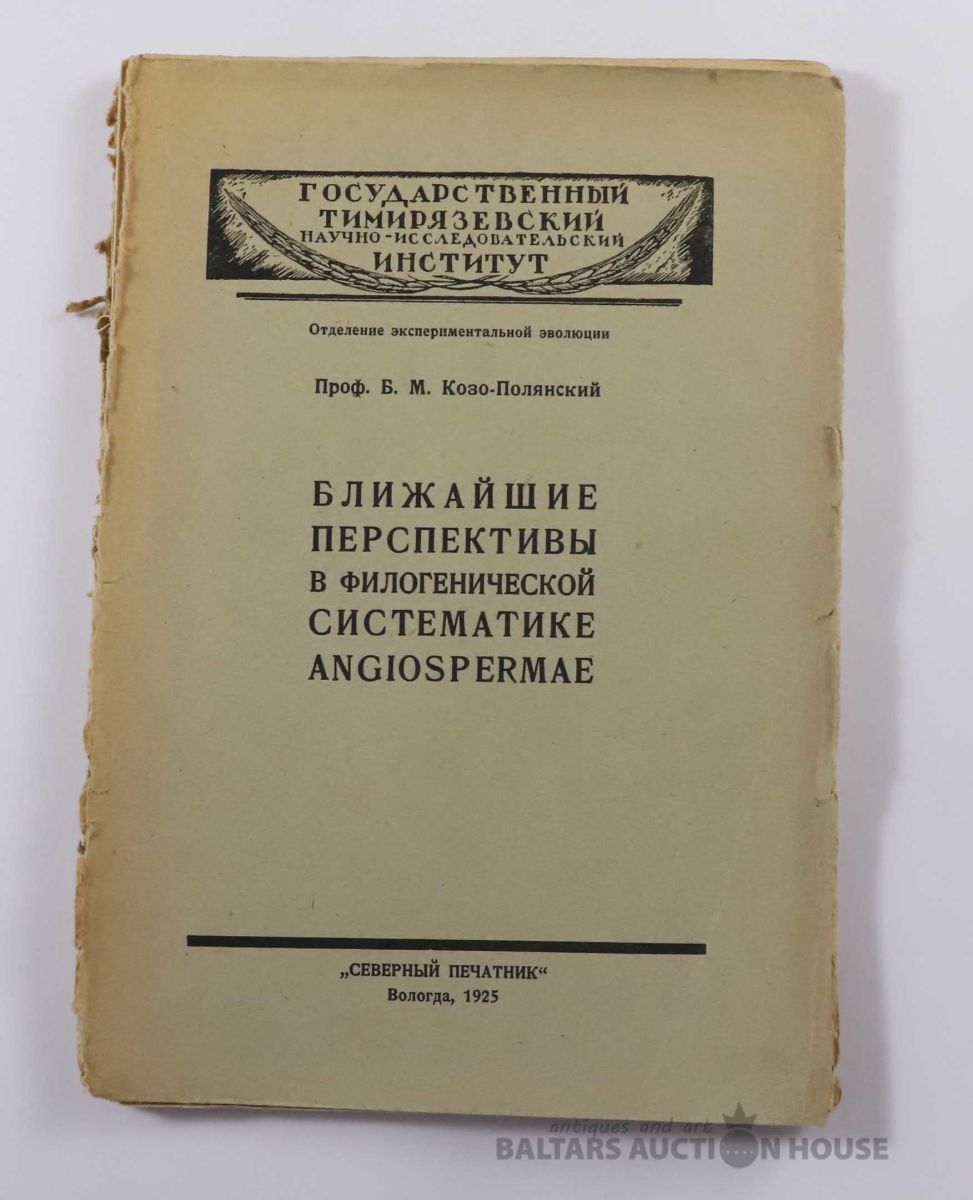 ГОСУДАРСТВЕННЫЙ
ТИМИРЯЗЕВСКИЙ
НАУЧНО-ИССЛЕДОВАТЕЛЬСКИЙ
ИНСТИТУТ
Отделение экспериментальной эволюции
Проф. Б. М. Козо-Полянский
БЛИЖАЙШИЕ
ПЕРСПЕКТИВЫ
В ФИЛОГЕНИЧЕСКОЙ
СИСТЕМАТИКЕ
ANGIOSPERMAE
„СЕВЕРНЫЙ ПЕЧАТНИК“
Вологда, 1925
antiques and art
BALTARS AUCTION HOUSE